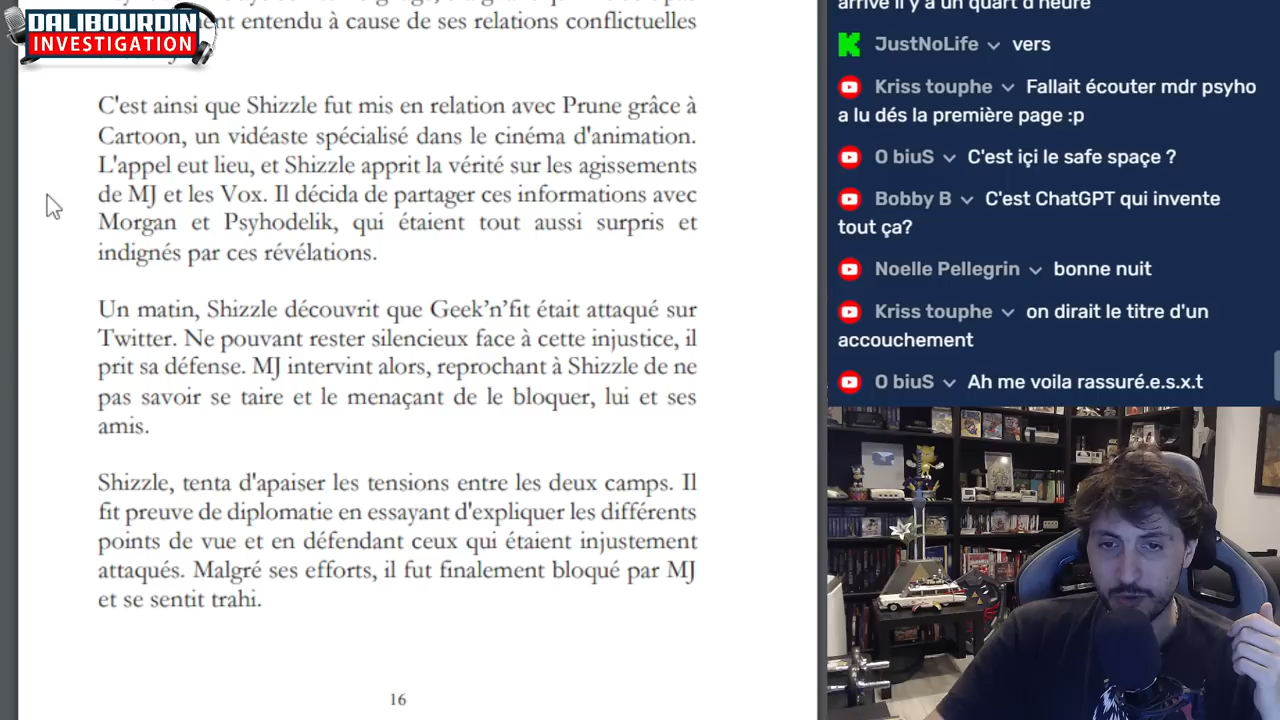 DALIBOURDIN
INVESTIGATION
ent entendu à cause de ses relations conflictuelles
C'est ainsi que Shizzle fut mis en relation avec Prune grâce à
Cartoon, un vidéaste spécialisé dans le cinéma d'animation.
L'appel eut lieu, et Shizzle apprit la vérité sur les agissements
de MJ et les Vox. Il décida de partager ces informations avec
Morgan et Psyhodelik, qui étaient tout aussi surpris et
indignés par ces révélations.
Un matin, Shizzle découvrit que Geek’n’fit était attaqué sur
Twitter. Ne pouvant rester silencieux face à cette injustice, il
prit sa défense. MJ intervint alors, reprochant à Shizzle de ne
pas savoir se taire et le menaçant de le bloquer, lui et ses
amis.
Shizzle, tenta d'apaiser les tensions entre les deux camps. Il
fit preuve de diplomatie en essayant d'expliquer les différents
points de vue et en défendant ceux qui étaient injustement
attaqués. Malgré ses efforts, il fut finalement bloqué par MJ
et se sentit trahi.
16
arrivé il y a un quart d'heure
JustNoLife vers
Kriss touphe Fallait écouter mdr psyho
a lu dés la première page :p
O biuS C'est içi le safe spaçe ?
Bobby B C'est ChatGPT qui invente
tout ça?
Noelle Pellegrin bonne nuit
Kriss touphe on dirait le titre d'un
accouchement
O biuS Ah me voila rassuré.e.s.x.t